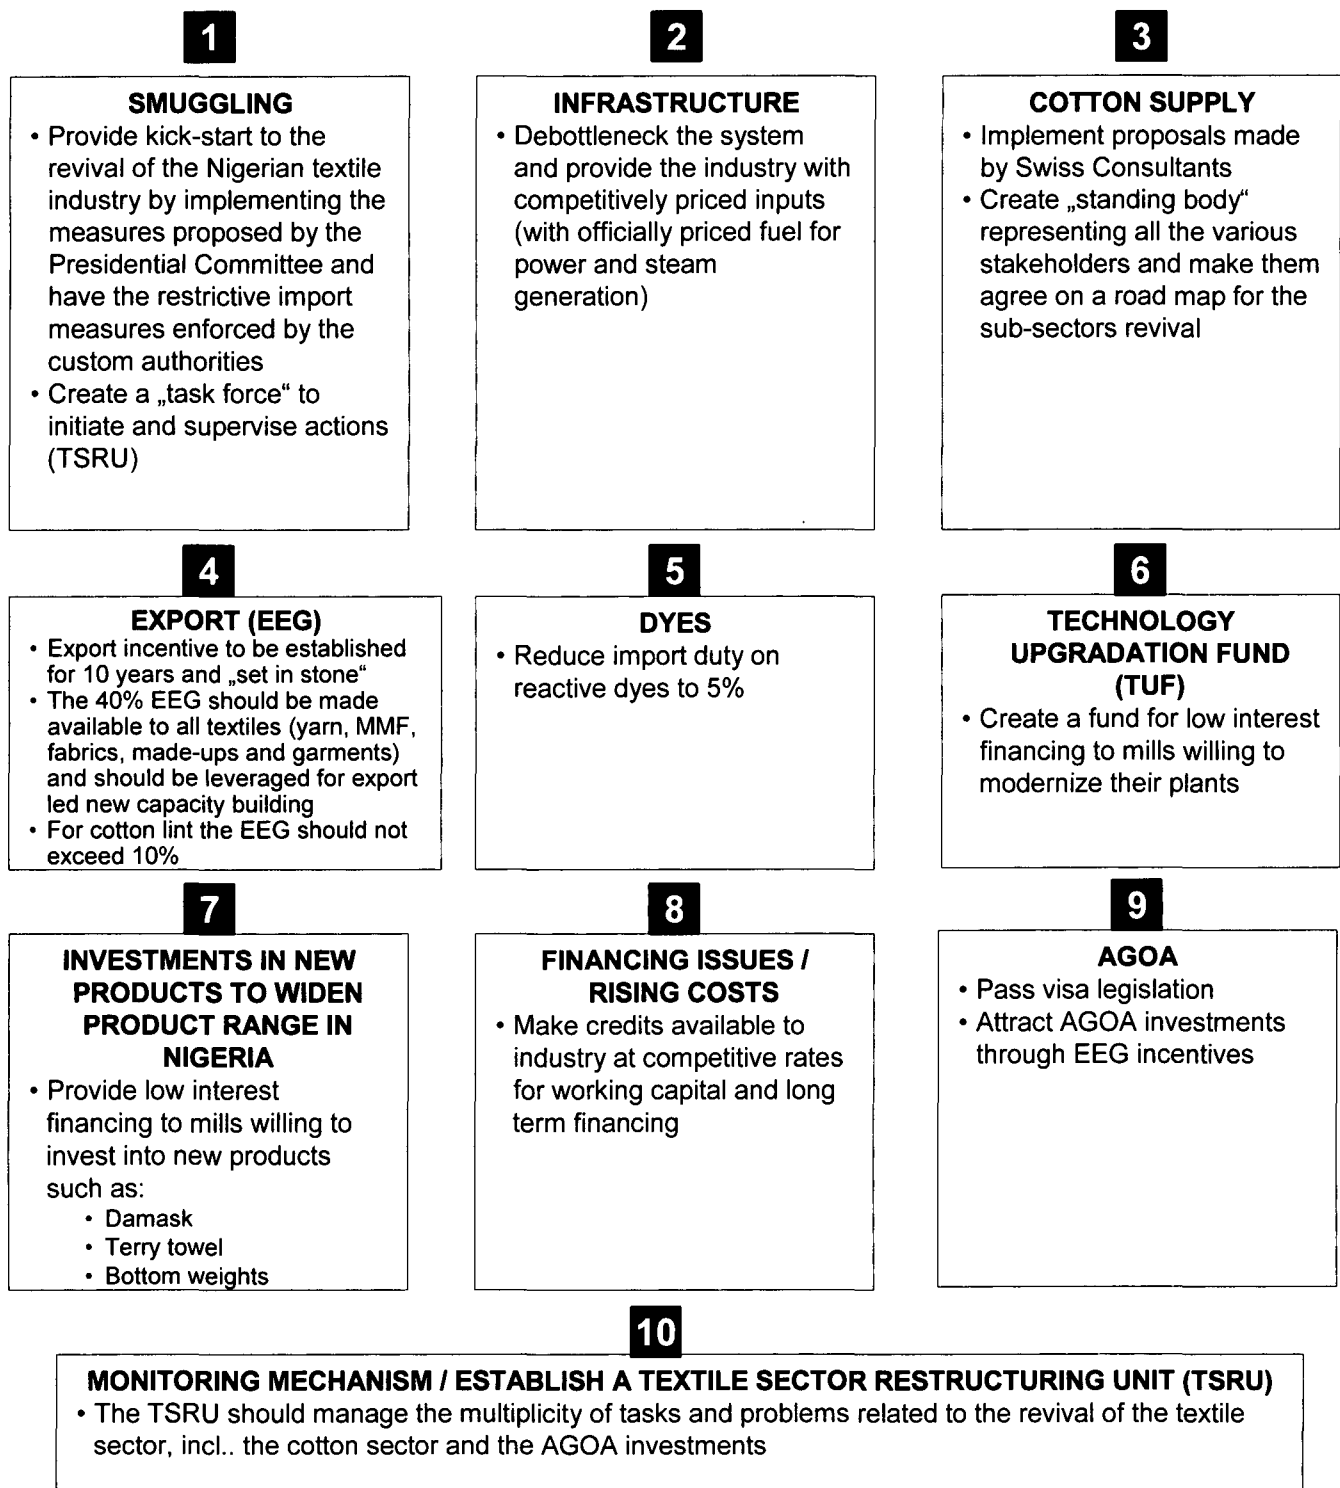 1
SMUGGLING
• Provide kick-start to the
revival of the Nigerian textile
industry by implementing the
measures proposed by the
Presidential Committee and
have the restrictive import
measures enforced by the
custom authorities
• Create a „task force“ to
initiate and supervise actions
(TSRU)
2
INFRASTRUCTURE
• Debottleneck the system
and provide the industry with
competitively priced inputs
(with officially priced fuel for
power and steam
generation)
3
COTTON SUPPLY
• Implement proposals made
by Swiss Consultants
• Create „standing body“
representing all the various
stakeholders and make them
agree on a road map for the
sub-sectors revival
4
EXPORT (EEG)
• Export incentive to be established
for 10 years and „set in stone“
• The 40% EEG should be made
available to all textiles (yarn, MMF,
fabrics, made-ups and garments)
and should be leveraged for export
led new capacity building
• For cotton lint the EEG should not
exceed 10%
5
DYES
• Reduce import duty on
reactive dyes to 5%
6
TECHNOLOGY
UPGRADATION FUND
(TUF)
• Create a fund for low interest
financing to mills willing to
modernize their plants
7
INVESTMENTS IN NEW
PRODUCTS TO WIDEN
PRODUCT RANGE IN
NIGERIA
• Provide low interest
financing to mills willing to
invest into new products
such as:
• Damask
• Terry towel
• Bottom weights
8
FINANCING ISSUES /
RISING COSTS
• Make credits available to
industry at competitive rates
for working capital and long
term financing
9
AGOA
• Pass visa legislation
• Attract AGOA investments
through EEG incentives
10
MONITORING MECHANISM / ESTABLISH A TEXTILE SECTOR RESTRUCTURING UNIT (TSRU)
• The TSRU should manage the multiplicity of tasks and problems related to the revival of the textile
sector, incl.. the cotton sector and the AGOA investments